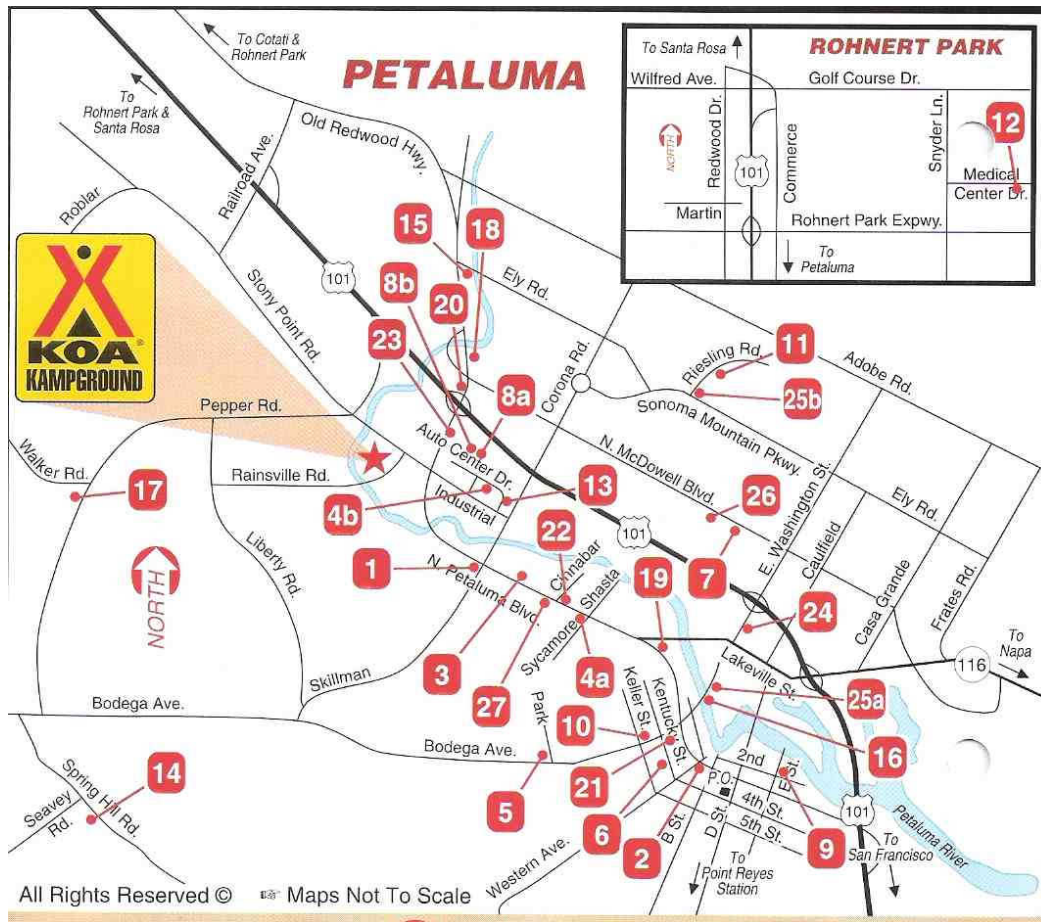 To Cotati &
Rohnert Park
PETALUMA
To
Rohnert Park &
Santa Rosa
Old Redwood Hwy.
Railroad Ave.
Roblar
To Santa Rosa
ROHNERT PARK
Wilfred Ave.
Golf Course Dr.
NORTH
Redwood Dr.
101
Commerce
Snyder Ln.
12
Medical
Center Dr.
Martin
Rohnert Park Expwy.
To
Petaluma
KOA®
KAMPGROUND
Stony Point Rd.
101
15
18
8b
20
23
Ely Rd.
8a
Corona Rd.
Riesling Rd.
11
25b
Adobe Rd.
Sonoma Mountain Pkwy.
Pepper Rd.
Auto Center Dr.
N. McDowell Blvd.
Walker Rd.
Rainsville Rd.
17
4b
Industrial
13
26
Ely Rd.
E. Washington St.
Caulfield
Casa Grande
Frates Rd.
22
101
1
N. Petaluma Blvd.
Cinnabar
Shasta
19
7
24
NORTH
Liberty Rd.
Sycamore
3
27
4a
Skillman
Lakeville St.
116
To
Napa
Bodega Ave.
Park
Keller St.
Kentucky St.
25a
10
Bodega Ave.
16
14
Spring Hill Rd.
Seavey
Rd.
5
21
6
2
2nd
P.O.
E St.
4th St.
5th St.
B St.
D St.
9
101
Petaluma River
Western Ave.
To
Point Reyes
Station
To
San Francisco
All Rights Reserved ©
Maps Not To Scale